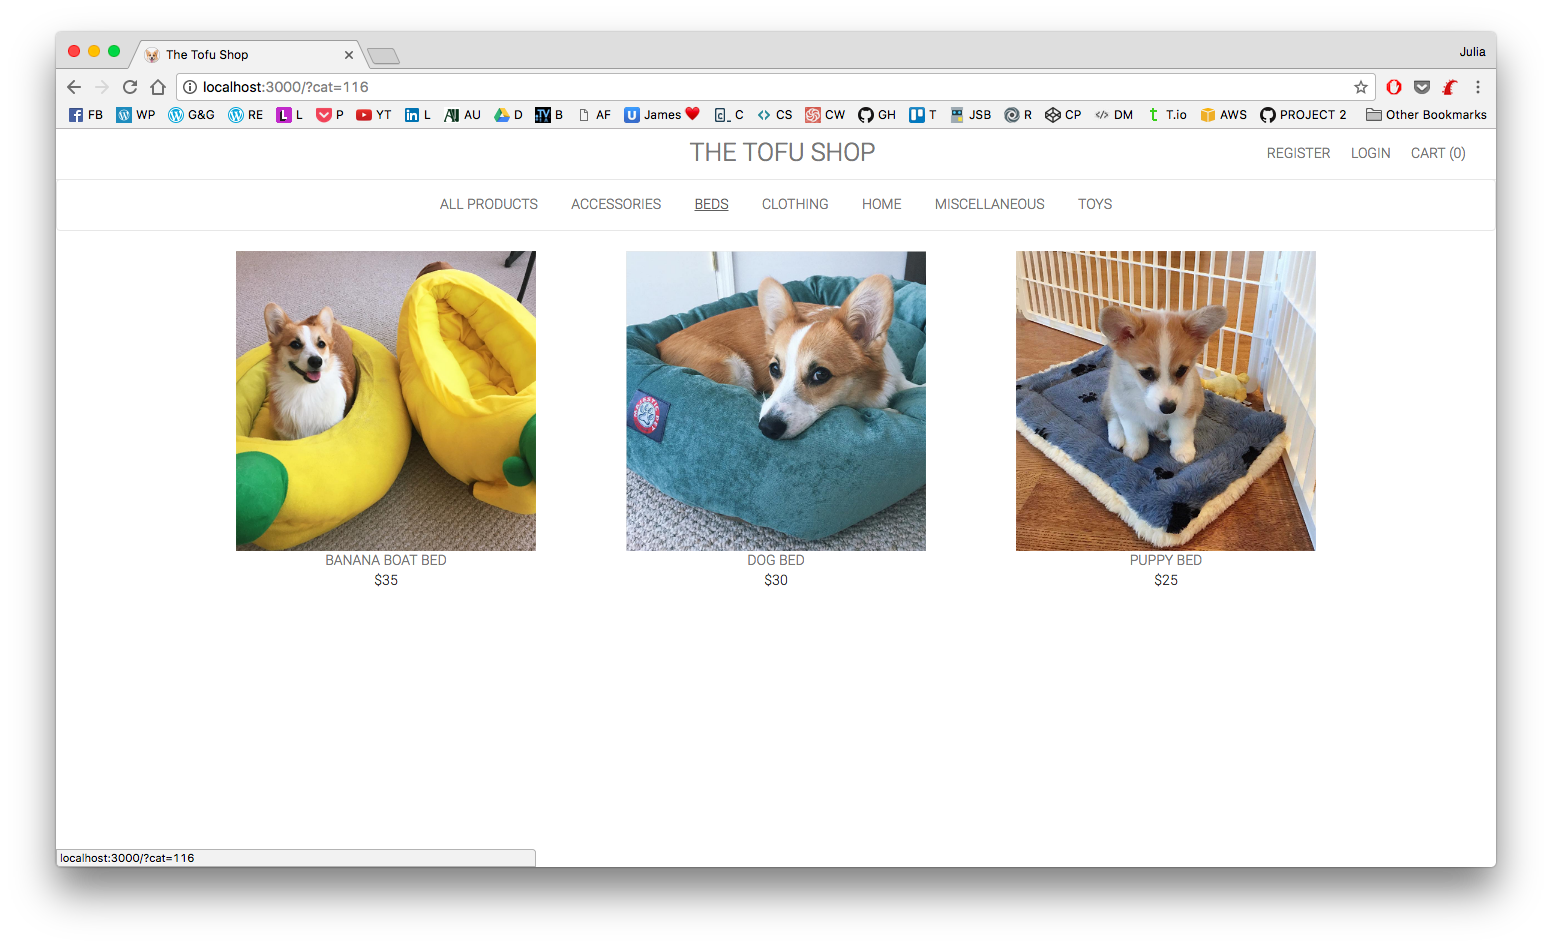 The Tofu Shop
Julia
localhost:3000/?cat=116
FB WP G&G RE L P YT L AU D B AF James C CS CW GH T JSB R CP DM T.io AWS PROJECT 2 Other Bookmarks
THE TOFU SHOP
REGISTER LOGIN CART (0)
ALL PRODUCTS ACCESSORIES BEDS CLOTHING HOME MISCELLANEOUS TOYS
MAJESTIC PET
BANANA BOAT BED
$35
DOG BED
$30
PUPPY BED
$25
localhost:3000/?cat=116